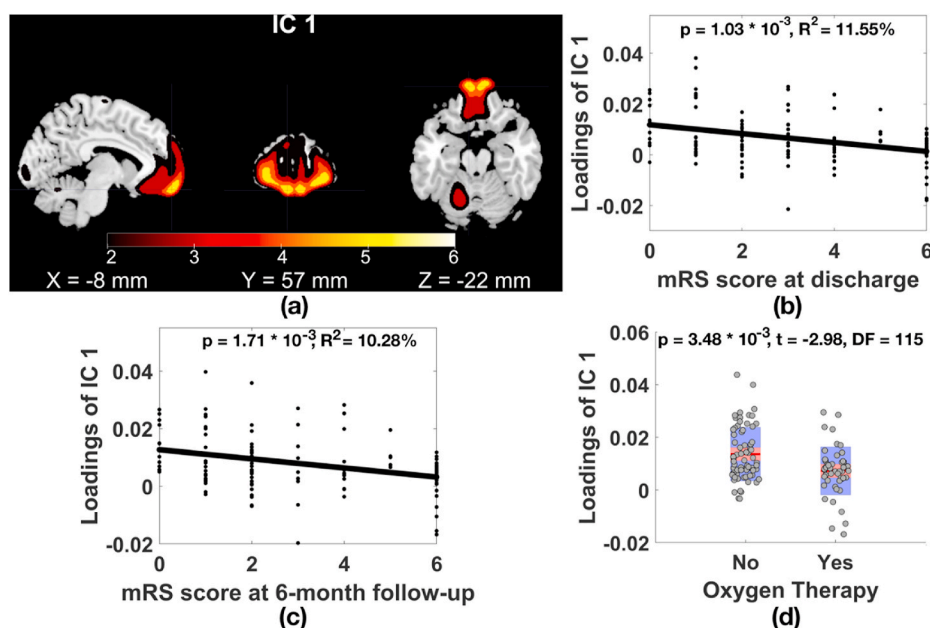 IC 1
2 3 4 5 6
X = -8 mm Y = 57 mm Z = -22 mm
(a)
p = 1.03 * 10⁻³, R² = 11.55%
0.04
0.02
0
-0.02
Loadings of IC 1
0 2 4 6
mRS score at discharge
(b)
p = 1.71 * 10⁻³, R² = 10.28%
0.04
0.02
0
-0.02
Loadings of IC 1
0 2 4 6
mRS score at 6-month follow-up
(c)
p = 3.48 * 10⁻³, t = -2.98, DF = 115
0.06
0.04
0.02
0
-0.02
Loadings of IC 1
No Yes
Oxygen Therapy
(d)